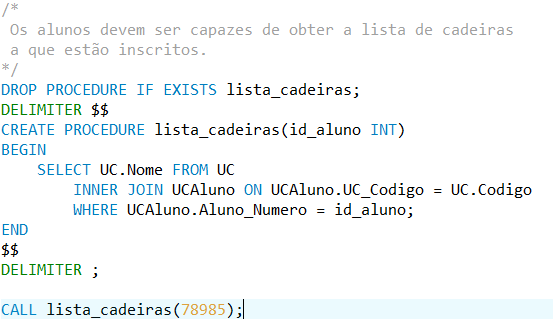 /*
 Os alunos devem ser capazes de obter a lista de cadeiras
 a que estão inscritos.
*/
DROP PROCEDURE IF EXISTS lista_cadeiras;
DELIMITER $$
CREATE PROCEDURE lista_cadeiras(id_aluno INT)
BEGIN
    SELECT UC.Nome FROM UC
        INNER JOIN UCAluno ON UCAluno.UC_Codigo = UC.Codigo
        WHERE UCAluno.Aluno_Numero = id_aluno;
END
$$
DELIMITER ;
CALL lista_cadeiras(78985);